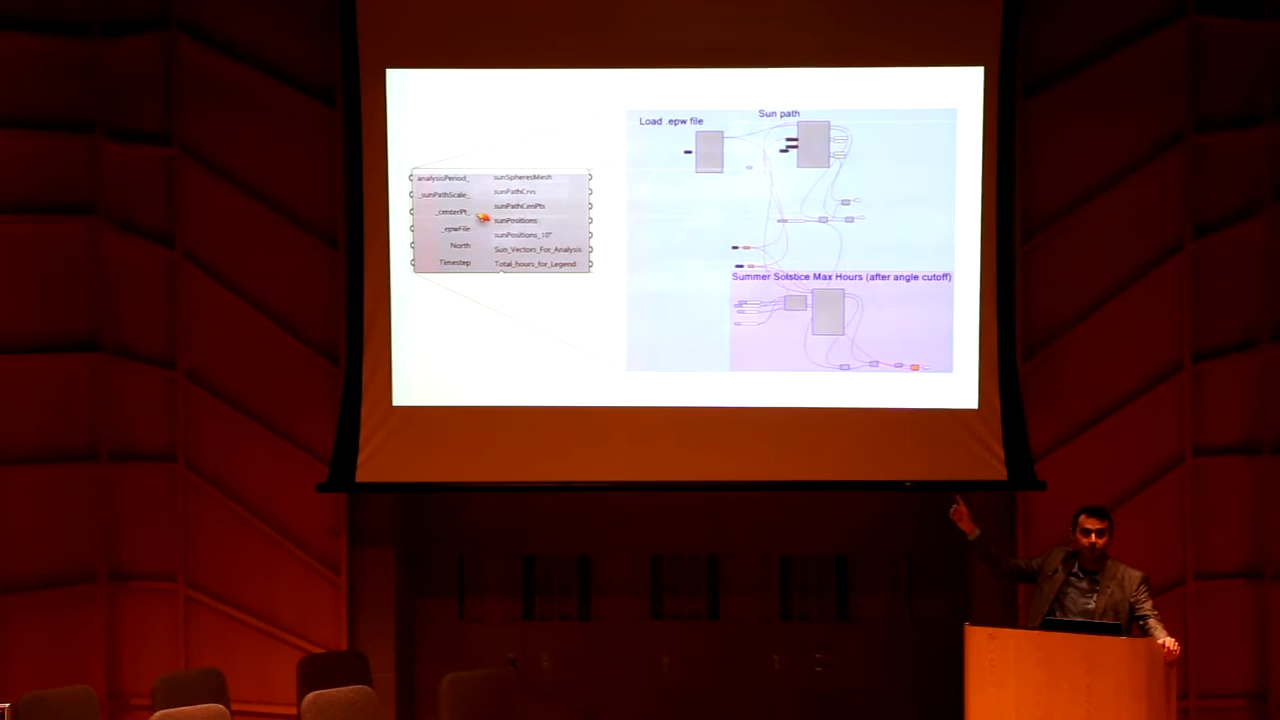 analysisPeriod_
_sunPathScale_
_centerPt_
_epwFile
North
Timestep
sunSpheresMesh
sunPathCrvs
sunPathCenPts
sunPositions
sunPositions_10°
Sun_Vectors_For_Analysis
Total_hours_for_Legend
Load .epw file
Sun path
Summer Solstice Max Hours (after angle cutoff)